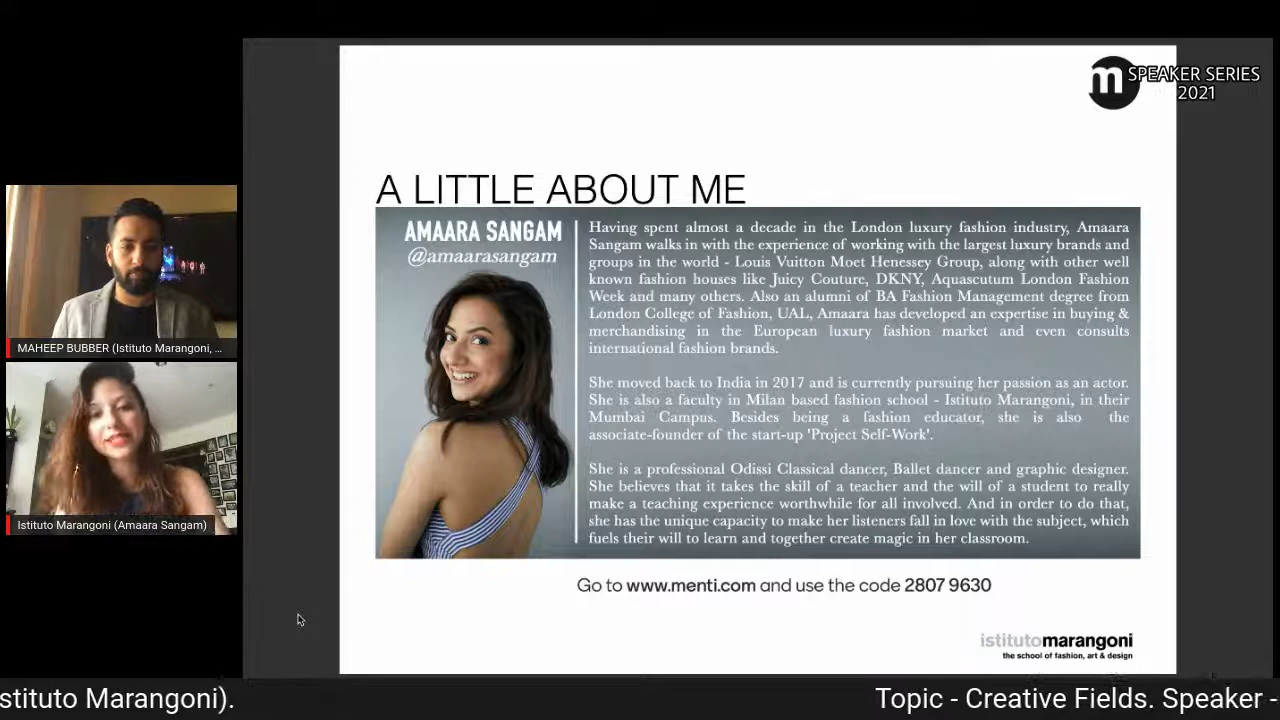 SPEAKER SERIES
2021
A LITTLE ABOUT ME
AMAARA SANGAM
@amaarasangam
Having spent almost a decade in the London luxury fashion industry, Amaara
Sangam walks in with the experience of working with the largest luxury brands and
groups in the world - Louis Vuitton Moet Henessey Group, along with other well
known fashion houses like Juicy Couture, DKNY, Aquascutum London Fashion
Week and many others. Also an alumni of BA Fashion Management degree from
London College of Fashion, UAL, Amaara has developed an expertise in buying &
merchandising in the European luxury fashion market and even consults
international fashion brands.
She moved back to India in 2017 and is currently pursuing her passion as an actor.
She is also a faculty in Milan based fashion school - Istituto Marangoni, in their
Mumbai Campus. Besides being a fashion educator, she is also the
associate-founder of the start-up 'Project Self-Work'.
She is a professional Odissi Classical dancer, Ballet dancer and graphic designer.
She believes that it takes the skill of a teacher and the will of a student to really
make a teaching experience worthwhile for all involved. And in order to do that,
she has the unique capacity to make her listeners fall in love with the subject, which
fuels their will to learn and together create magic in her classroom.
Go to www.menti.com and use the code 2807 9630
istitutomarangoni
the school of fashion, art & design
MAHEEP BUBBER (Istituto Marangoni, ...
Istituto Marangoni (Amaara Sangam)
stituto Marangoni). Topic - Creative Fields. Speaker -